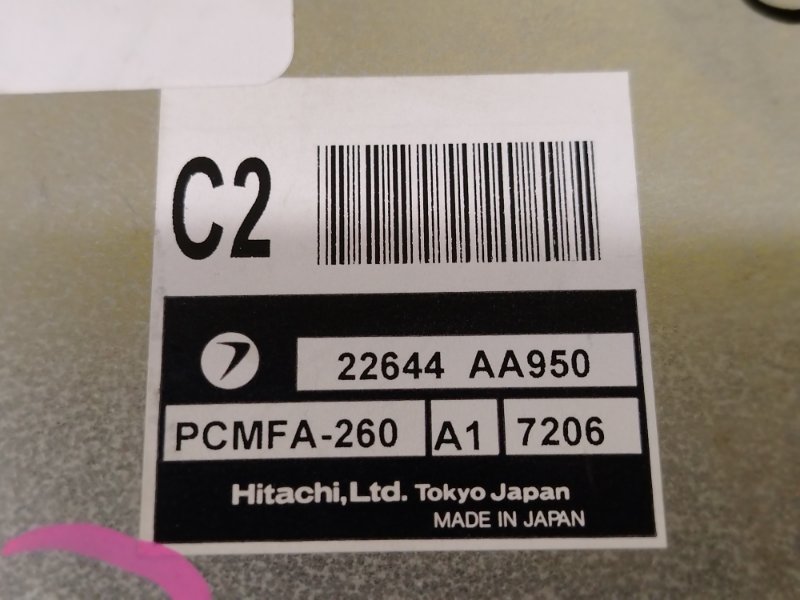 C2
22644 AA950
PCMFA-260 A1 7206
Hitachi,Ltd. Tokyo Japan
MADE IN JAPAN